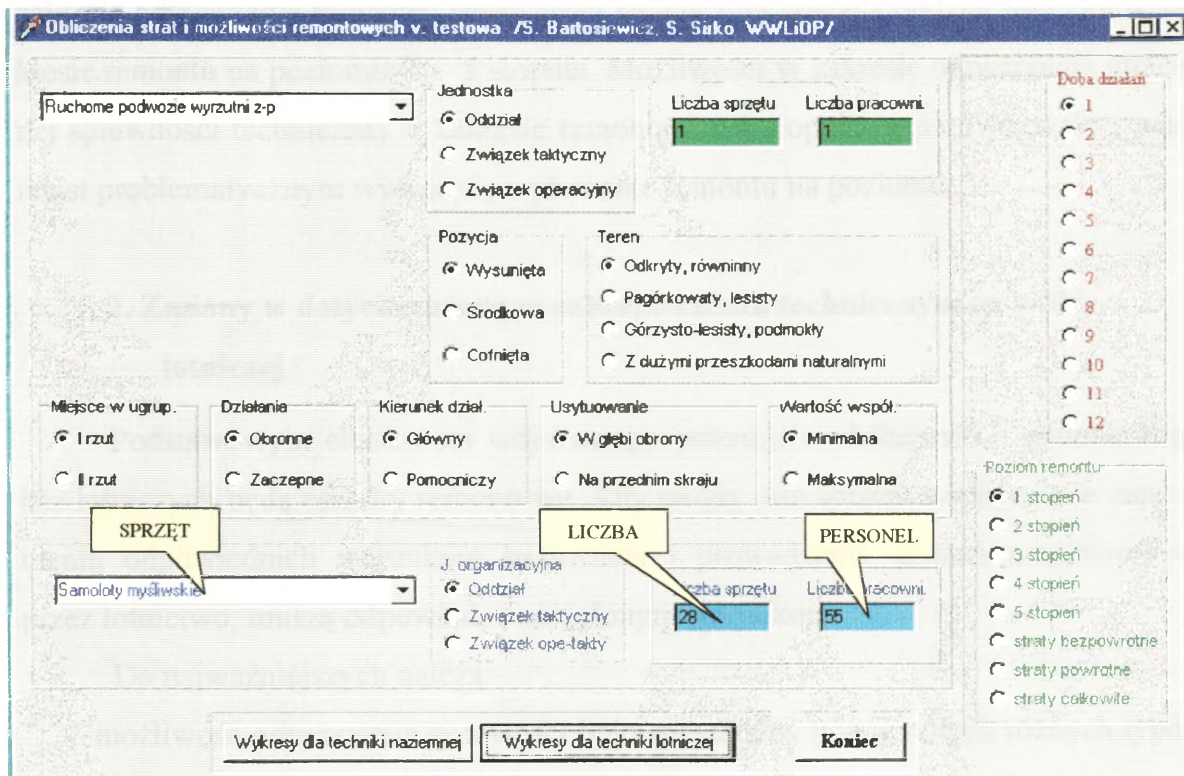 Obliczenia strat i możliwości remontowych v. testowa /S. Bartosiewicz, S. Sirko WWLiOP/
Ruchome podwozie wyrzutni z-p
Jednostka
Oddział
Związek taktyczny
Związek operacyjny
Liczba sprzętu
Liczba pracowni.
1
1
Doba działań
1
2
3
4
5
6
7
8
9
10
11
12
Pozycja
Wysunięta
Środkowa
Cofnięta
Teren
Odkryty, równinny
Pagórkowaty, lesisty
Górzysto-lesisty, podmokły
Z dużymi przeszkodami naturalnymi
Miejsce w ugrup.
I rzut
II rzut
Działania
Obronne
Zaczepne
Kierunek dział.
Główny
Pomocniczy
Usytuowanie
W głębi obrony
Na przednim skraju
Wartość współ.
Minimalna
Maksymalna
Poziom remontu
1 stopień
2 stopień
3 stopień
4 stopień
5 stopień
straty bezpowrotne
straty powrotne
straty całkowite
SPRZĘT
LICZBA
PERSONEL
Samoloty myśliwskie
J. organizacyjna
Oddział
Związek taktyczny
Związek ope-takty
Liczba sprzętu
Liczba pracowni.
28
55
Wykresy dla techniki naziemnej
Wykresy dla techniki lotniczej
Koniec